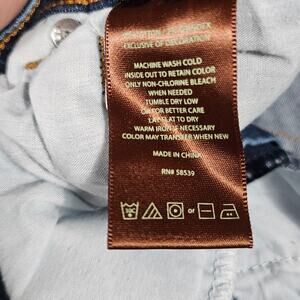 EXCLUSIVE OF DECORATION
MACHINE WASH COLD
INSIDE OUT TO RETAIN COLOR
ONLY NON-CHLORINE BLEACH
WHEN NEEDED
TUMBLE DRY LOW
OR FOR BETTER CARE
LAY FLAT TO DRY
WARM IRON IF NECESSARY
COLOR MAY TRANSFER WHEN NEW
MADE IN CHINA
RN# 58539
or